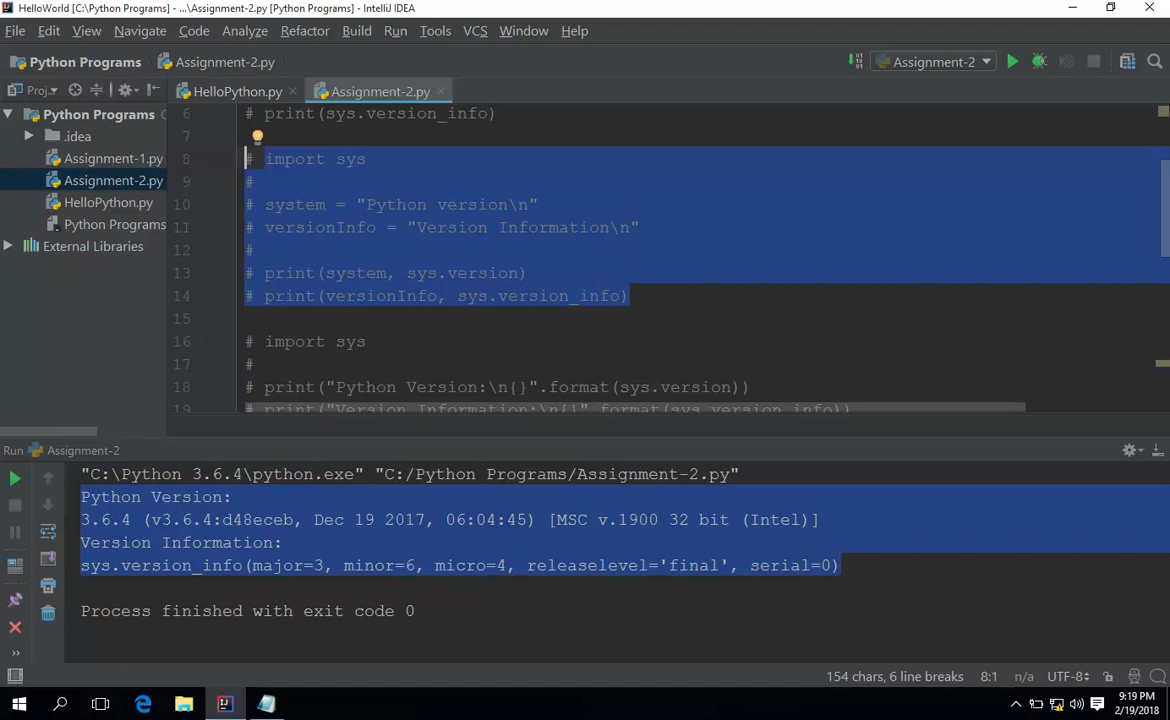 HelloWorld [C:\Python Programs] - ...\Assignment-2.py [Python Programs] - IntelliJ IDEA
File Edit View Navigate Code Analyze Refactor Build Run Tools VCS Window Help
Python Programs Assignment-2.py Assignment-2
Proj. HelloPython.py Assignment-2.py
Python Programs
.idea
Assignment-1.py
Assignment-2.py
HelloPython.py
Python Programs
External Libraries
6 # print(sys.version_info)
7
8 # import sys
9 #
10 # system = "Python version\n"
11 # versionInfo = "Version Information\n"
12 #
13 # print(system, sys.version)
14 # print(versionInfo, sys.version_info)
15
16 # import sys
17 #
18 # print("Python Version:\n{}".format(sys.version))
19 # print("Version Information:\n{}".format(sys.version_info))
Run Assignment-2
"C:\Python 3.6.4\python.exe" "C:/Python Programs/Assignment-2.py"
Python Version:
3.6.4 (v3.6.4:d48eceb, Dec 19 2017, 06:04:45) [MSC v.1900 32 bit (Intel)]
Version Information:
sys.version_info(major=3, minor=6, micro=4, releaselevel='final', serial=0)
Process finished with exit code 0
154 chars, 6 line breaks 8:1 n/a UTF-8
9:19 PM
2/19/2018